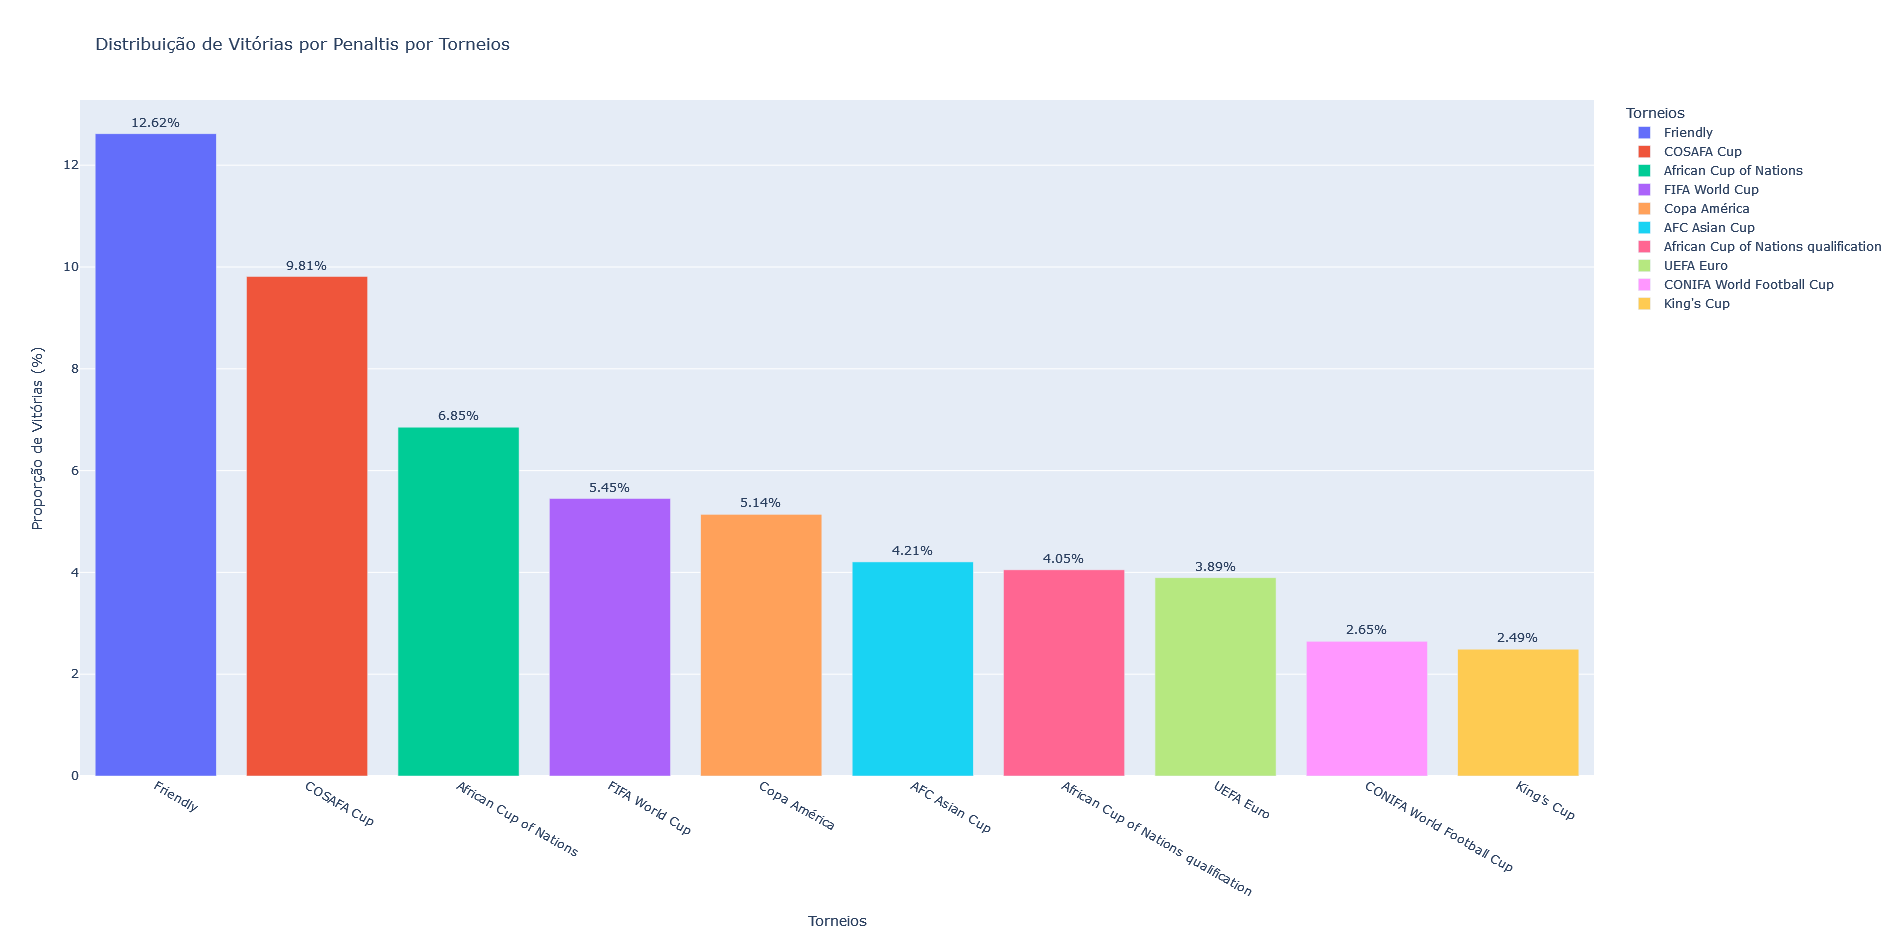 Distribuição de Vitórias por Penaltis por Torneios
Proporção de Vitórias (%)
12
10
8
6
4
2
0
12.62%
9.81%
6.85%
5.45%
5.14%
4.21%
4.05%
3.89%
2.65%
2.49%
Friendly
COSAFA Cup
African Cup of Nations
FIFA World Cup
Copa América
AFC Asian Cup
African Cup of Nations qualification
UEFA Euro
CONIFA World Football Cup
King's Cup
Torneios
Torneios
Friendly
COSAFA Cup
African Cup of Nations
FIFA World Cup
Copa América
AFC Asian Cup
African Cup of Nations qualification
UEFA Euro
CONIFA World Football Cup
King's Cup